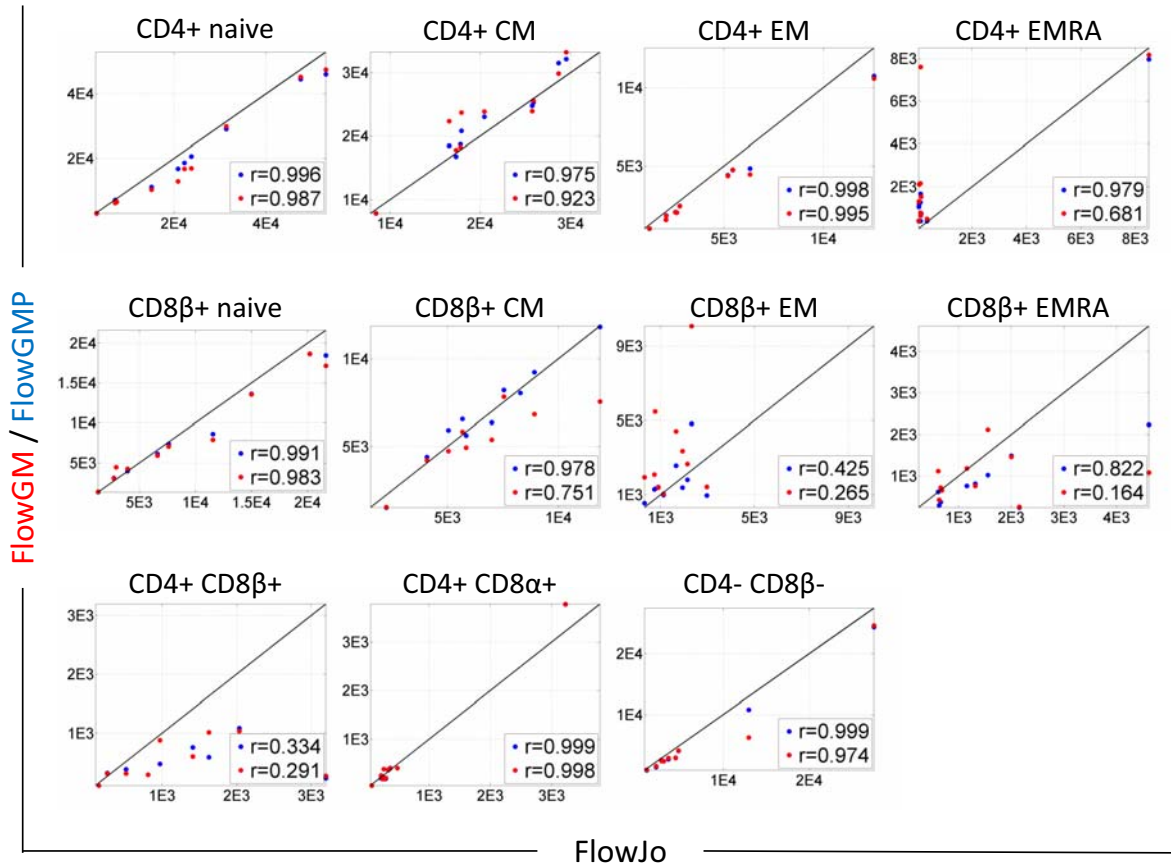 CD4+ naive
4E4
2E4
2E4
4E4
r=0.996
r=0.987
CD4+ CM
3E4
2E4
1E4
1E4
2E4
3E4
r=0.975
r=0.923
CD4+ EM
1E4
5E3
5E3
1E4
r=0.998
r=0.995
CD4+ EMRA
8E3
6E3
4E3
2E3
2E3
4E3
6E3
8E3
r=0.979
r=0.681
FlowGM / FlowGMP
CD8β+ naive
2E4
1.5E4
1E4
5E3
5E3
1E4
1.5E4
2E4
r=0.991
r=0.983
CD8β+ CM
1E4
5E3
5E3
1E4
r=0.978
r=0.751
CD8β+ EM
9E3
5E3
1E3
1E3
5E3
9E3
r=0.425
r=0.265
CD8β+ EMRA
4E3
3E3
2E3
1E3
1E3
2E3
3E3
4E3
r=0.822
r=0.164
CD4+ CD8β+
3E3
2E3
1E3
1E3
2E3
3E3
r=0.334
r=0.291
CD4+ CD8α+
3E3
2E3
1E3
1E3
2E3
3E3
r=0.999
r=0.998
CD4- CD8β-
2E4
1E4
1E4
2E4
r=0.999
r=0.974
FlowJo